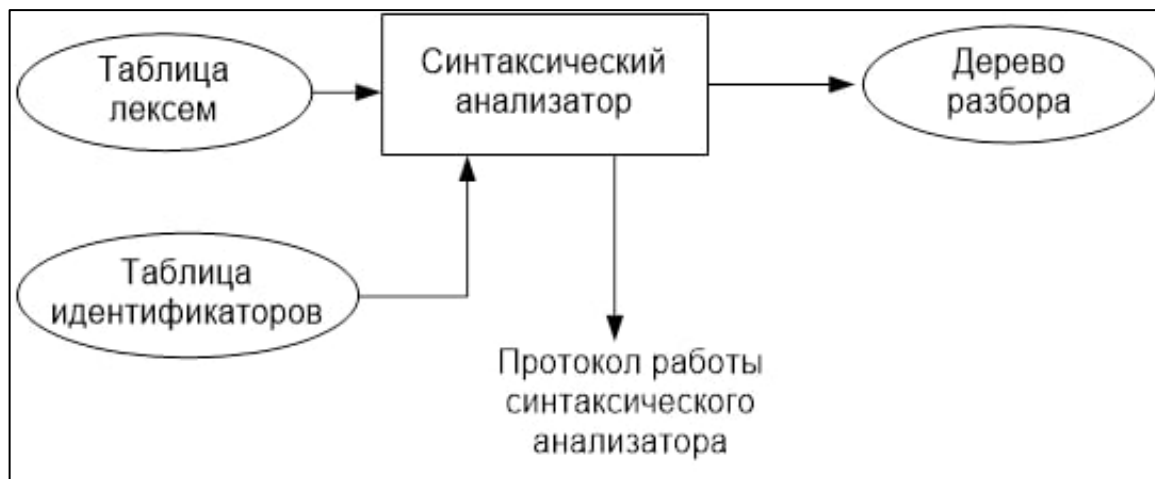 Таблица
лексем
Синтаксический
анализатор
Дерево
разбора
Таблица
идентификаторов
Протокол работы
синтаксического
анализатора